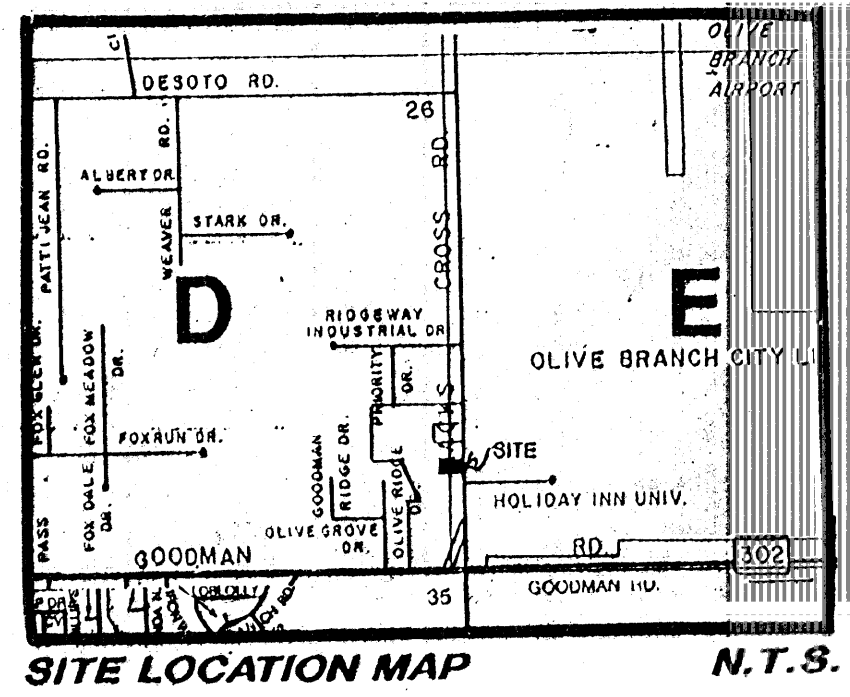 OLIVE
BRANCH
AIRPORT
DESOTO RD.
26
PATTI JEAN RD.
ALBERT DR.
WEAVER RD.
STARK DR.
CROSS RD.
D
E
RIDGEWAY
INDUSTRIAL DR
OLIVE BRANCH CITY LI
PRIORITY DR.
FOX MEADOW DR.
FOXRUN DR.
SITE
GOODMAN RIDGE DR.
OLIVE RIDGE DR.
HOLIDAY INN UNIV.
FOX DALE DR.
PASS
OLIVE GROVE
DR.
GOODMAN
RD.
302
GOODMAN RD.
35
LOBLOLLY
SITE LOCATION MAP
N.T.S.